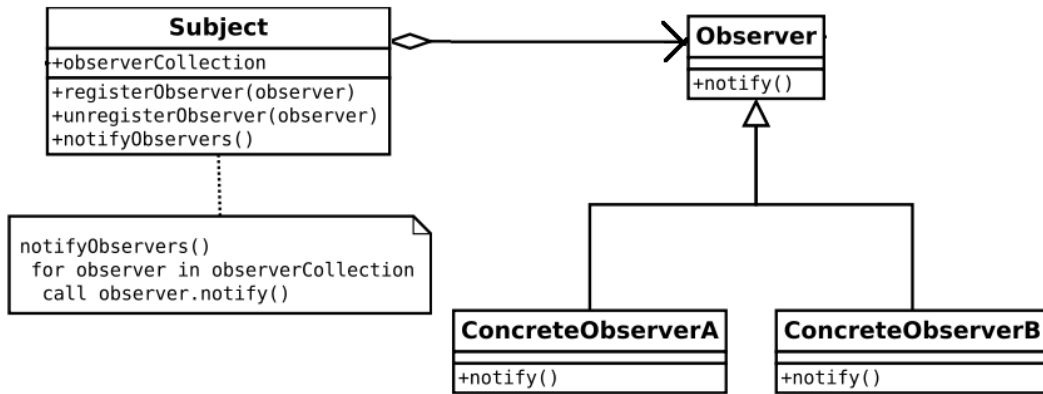 Subject
+observerCollection
+registerObserver(observer)
+unregisterObserver(observer)
+notifyObservers()
Observer
+notify()
notifyObservers()
for observer in observerCollection
call observer.notify()
ConcreteObserverA
+notify()
ConcreteObserverB
+notify()